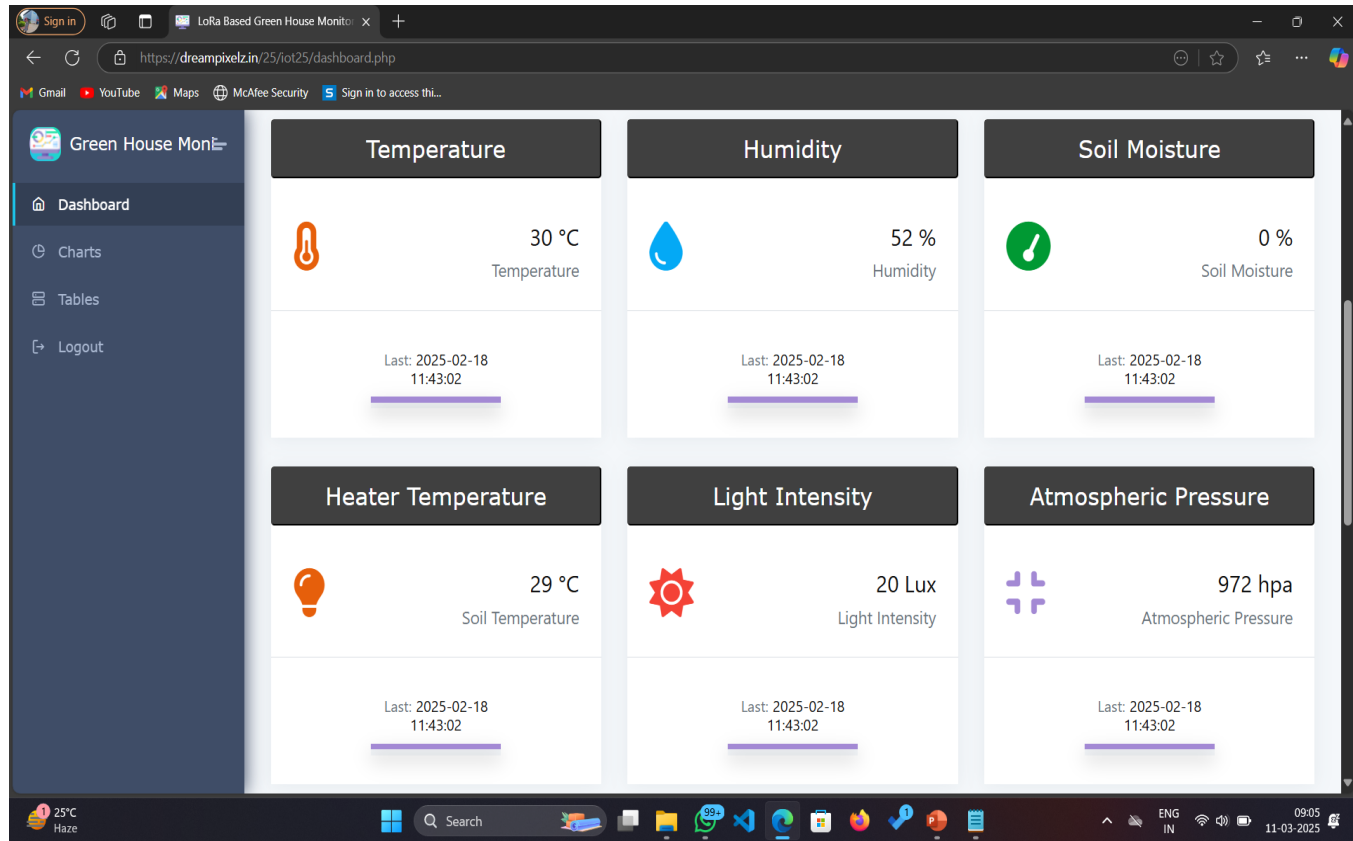 Sign in
LoRa Based Green House Monitor
https://dreampixelz.in/25/iot25/dashboard.php
Gmail YouTube Maps McAfee Security Sign in to access thi...
Green House Moni
Dashboard
Charts
Tables
Logout
Temperature
30 °C
Temperature
Last: 2025-02-18
11:43:02
Humidity
52 %
Humidity
Last: 2025-02-18
11:43:02
Soil Moisture
0 %
Soil Moisture
Last: 2025-02-18
11:43:02
Heater Temperature
29 °C
Soil Temperature
Last: 2025-02-18
11:43:02
Light Intensity
20 Lux
Light Intensity
Last: 2025-02-18
11:43:02
Atmospheric Pressure
972 hpa
Atmospheric Pressure
Last: 2025-02-18
11:43:02
1
25°C
Haze
Search
99+
1
ENG
IN
09:05
11-03-2025